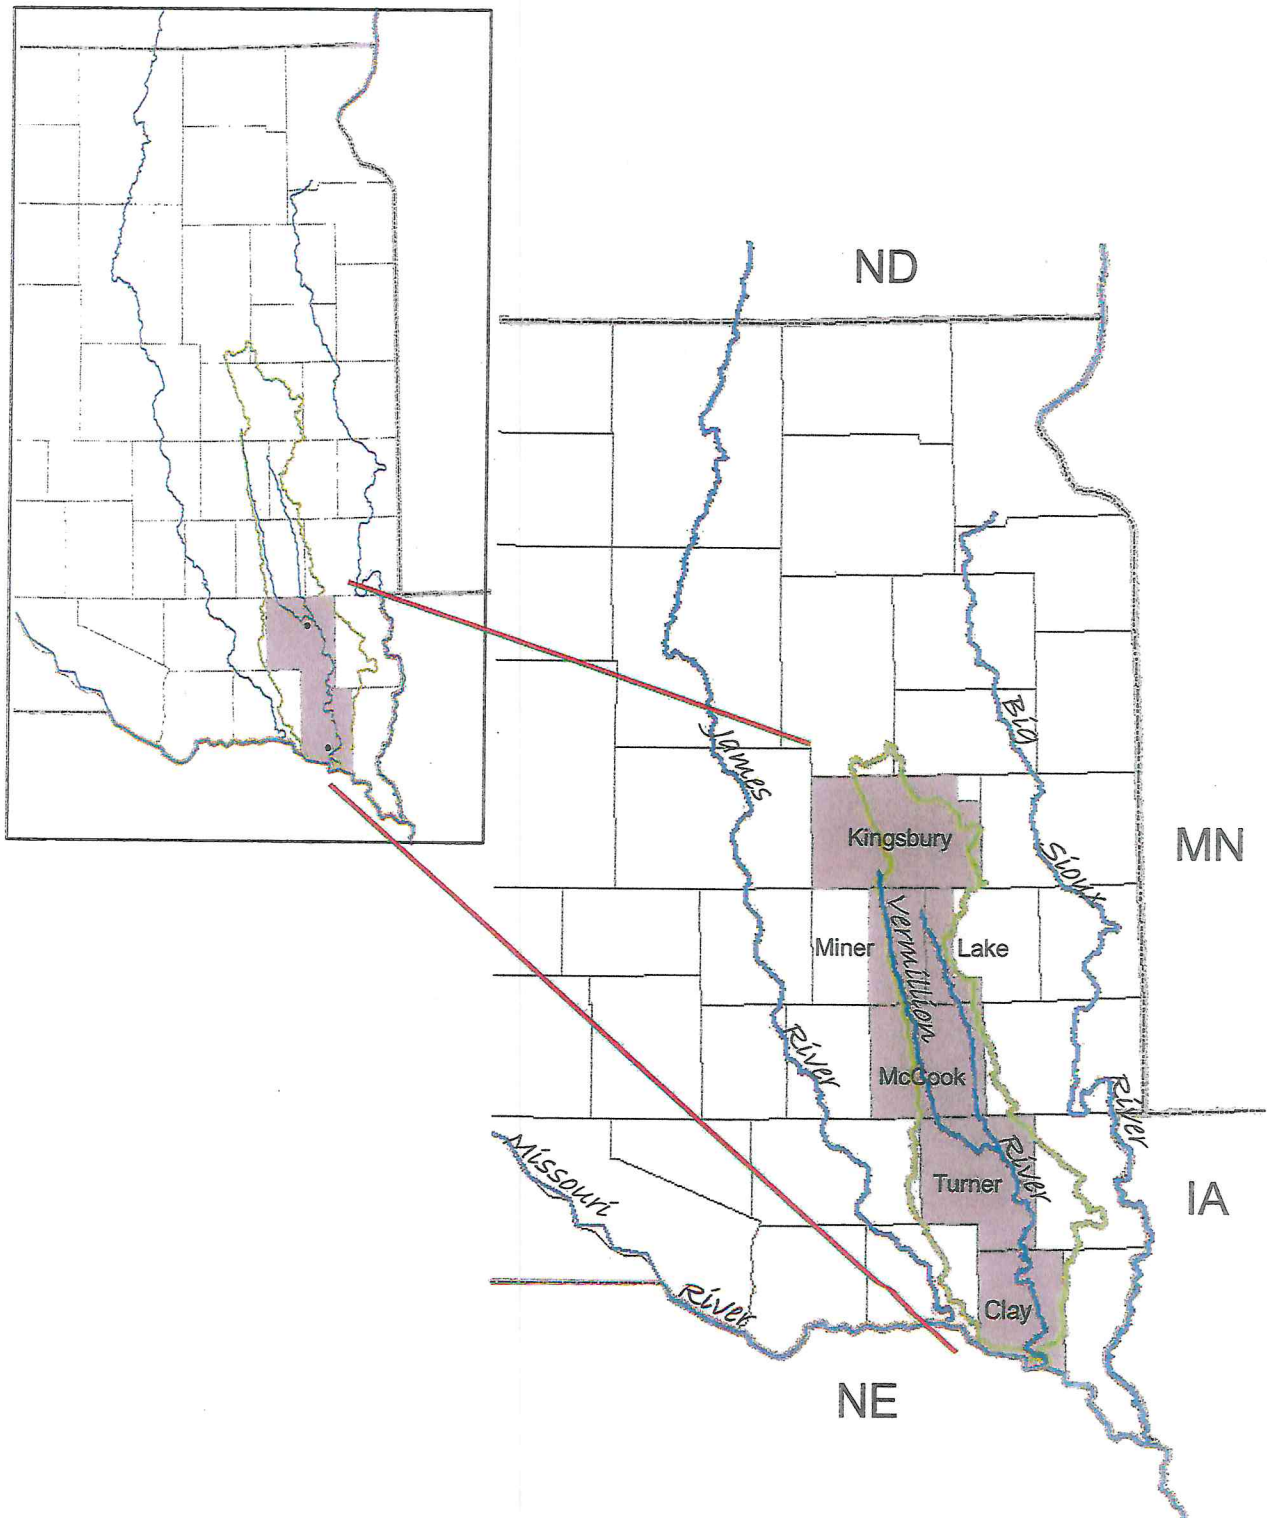 ND
James
Big
Kingsbury
MN
Sioux
Miner
Vermillion
Lake
River
McCook
River
Missouri
River
Turner
IA
River
Clay
NE